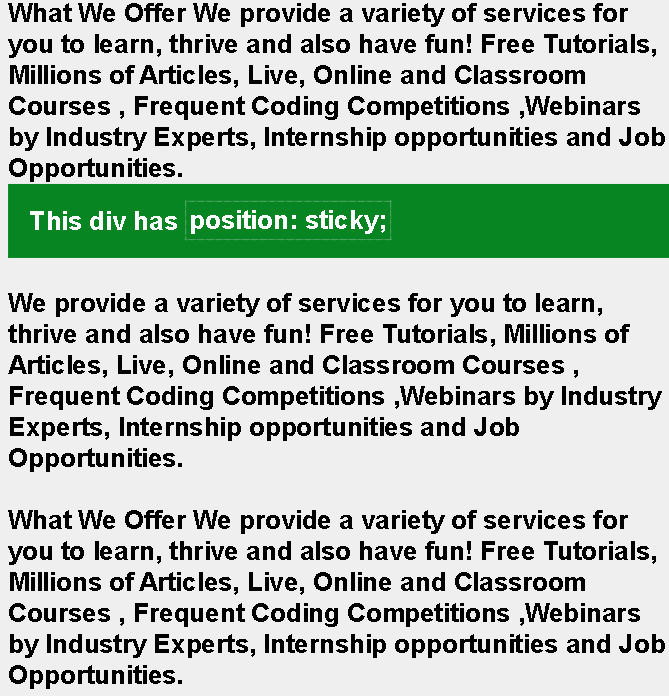 What We Offer We provide a variety of services for
you to learn, thrive and also have fun! Free Tutorials,
Millions of Articles, Live, Online and Classroom
Courses , Frequent Coding Competitions ,Webinars
by Industry Experts, Internship opportunities and Job
Opportunities.
This div has position: sticky;
We provide a variety of services for you to learn,
thrive and also have fun! Free Tutorials, Millions of
Articles, Live, Online and Classroom Courses ,
Frequent Coding Competitions ,Webinars by Industry
Experts, Internship opportunities and Job
Opportunities.
What We Offer We provide a variety of services for
you to learn, thrive and also have fun! Free Tutorials,
Millions of Articles, Live, Online and Classroom
Courses , Frequent Coding Competitions ,Webinars
by Industry Experts, Internship opportunities and Job
Opportunities.